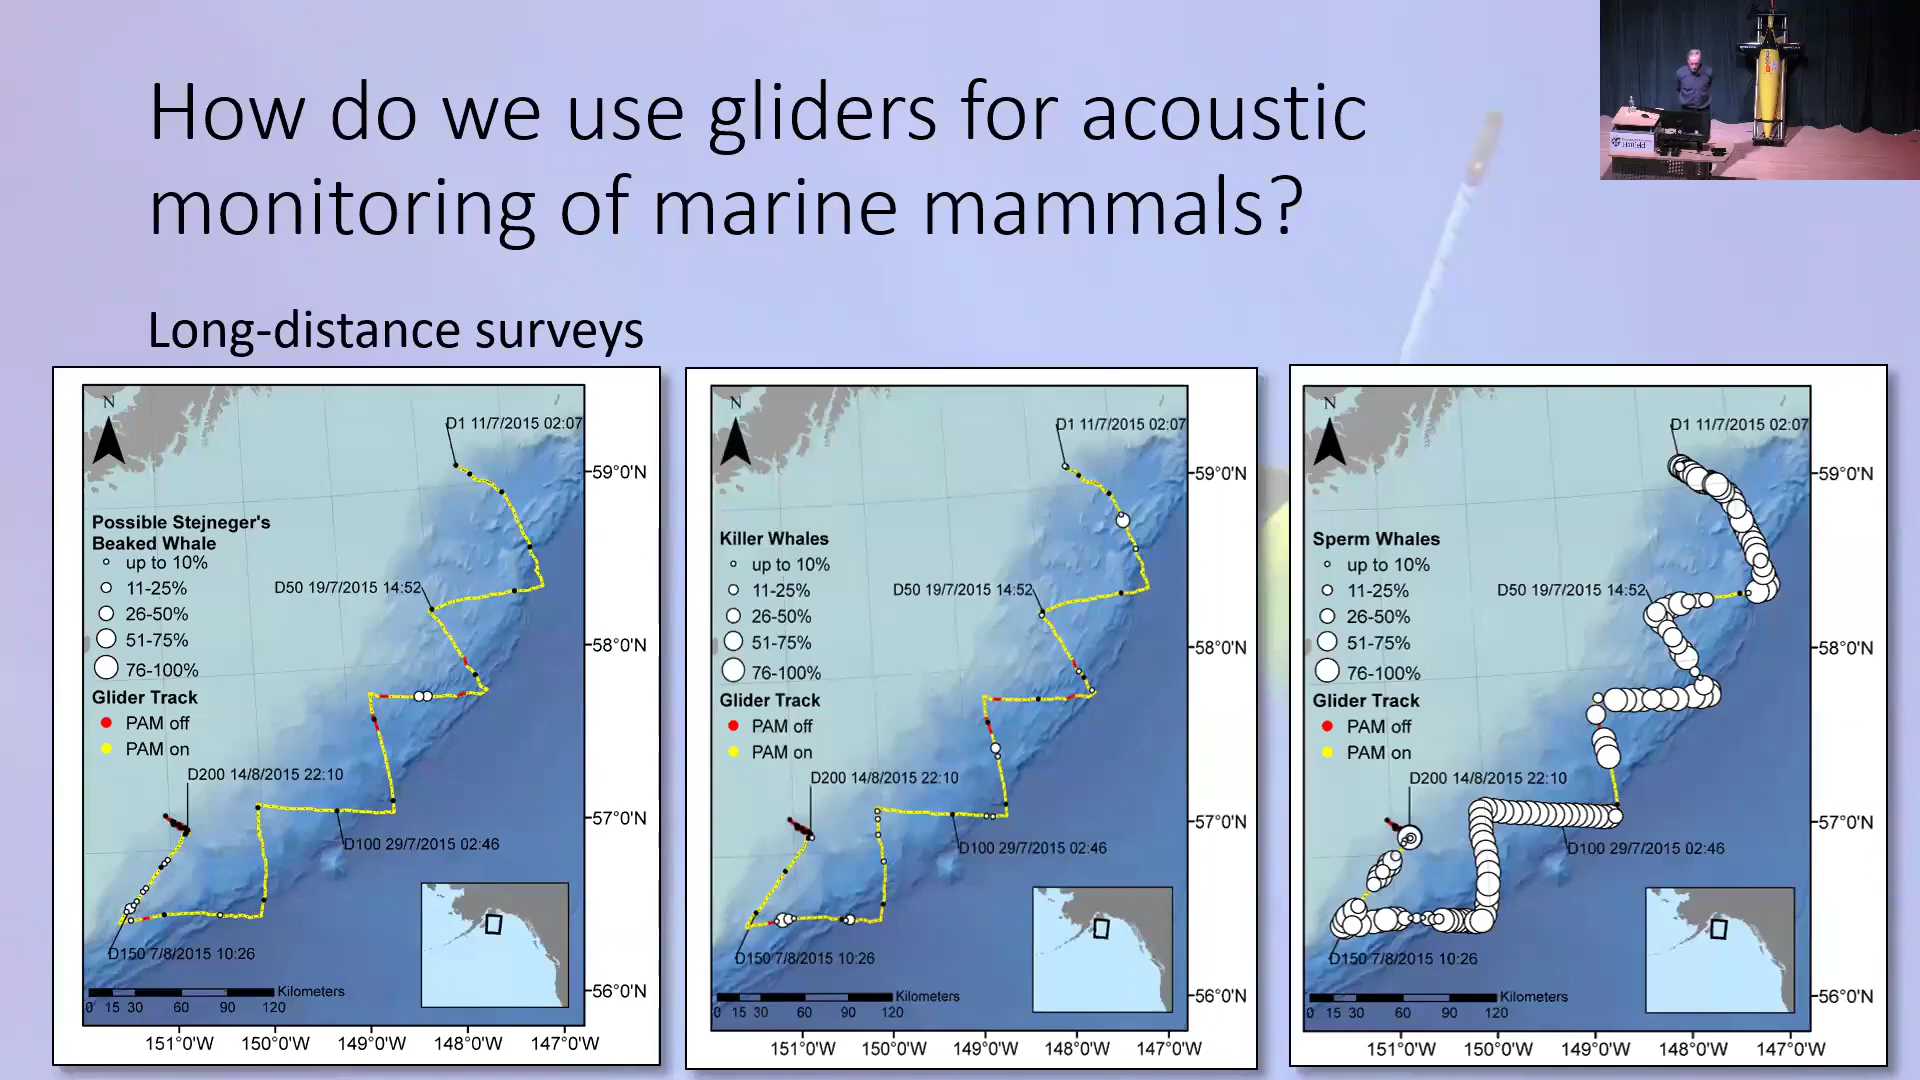 How do we use gliders for acoustic
monitoring of marine mammals?
Long-distance surveys
N
D1 11/7/2015 02:07
59°0'N
Possible Stejneger's
Beaked Whale
up to 10%
11-25%
26-50%
51-75%
76-100%
Glider Track
PAM off
PAM on
D50 19/7/2015 14:52
58°0'N
D200 14/8/2015 22:10
57°0'N
D100 29/7/2015 02:46
D150 7/8/2015 10:26
Kilometers
0 15 30 60 90 120
56°0'N
151°0'W 150°0'W 149°0'W 148°0'W 147°0'W
N
D1 11/7/2015 02:07
59°0'N
Killer Whales
up to 10%
11-25%
26-50%
51-75%
76-100%
Glider Track
PAM off
PAM on
D50 19/7/2015 14:52
58°0'N
D200 14/8/2015 22:10
57°0'N
D100 29/7/2015 02:46
D150 7/8/2015 10:26
Kilometers
0 15 30 60 90 120
56°0'N
151°0'W 150°0'W 149°0'W 148°0'W 147°0'W
N
D1 11/7/2015 02:07
59°0'N
Sperm Whales
up to 10%
11-25%
26-50%
51-75%
76-100%
Glider Track
PAM off
PAM on
D50 19/7/2015 14:52
58°0'N
D200 14/8/2015 22:10
57°0'N
D100 29/7/2015 02:46
D150 7/8/2015 10:26
Kilometers
0 15 30 60 90 120
56°0'N
151°0'W 150°0'W 149°0'W 148°0'W 147°0'W
Hatfield